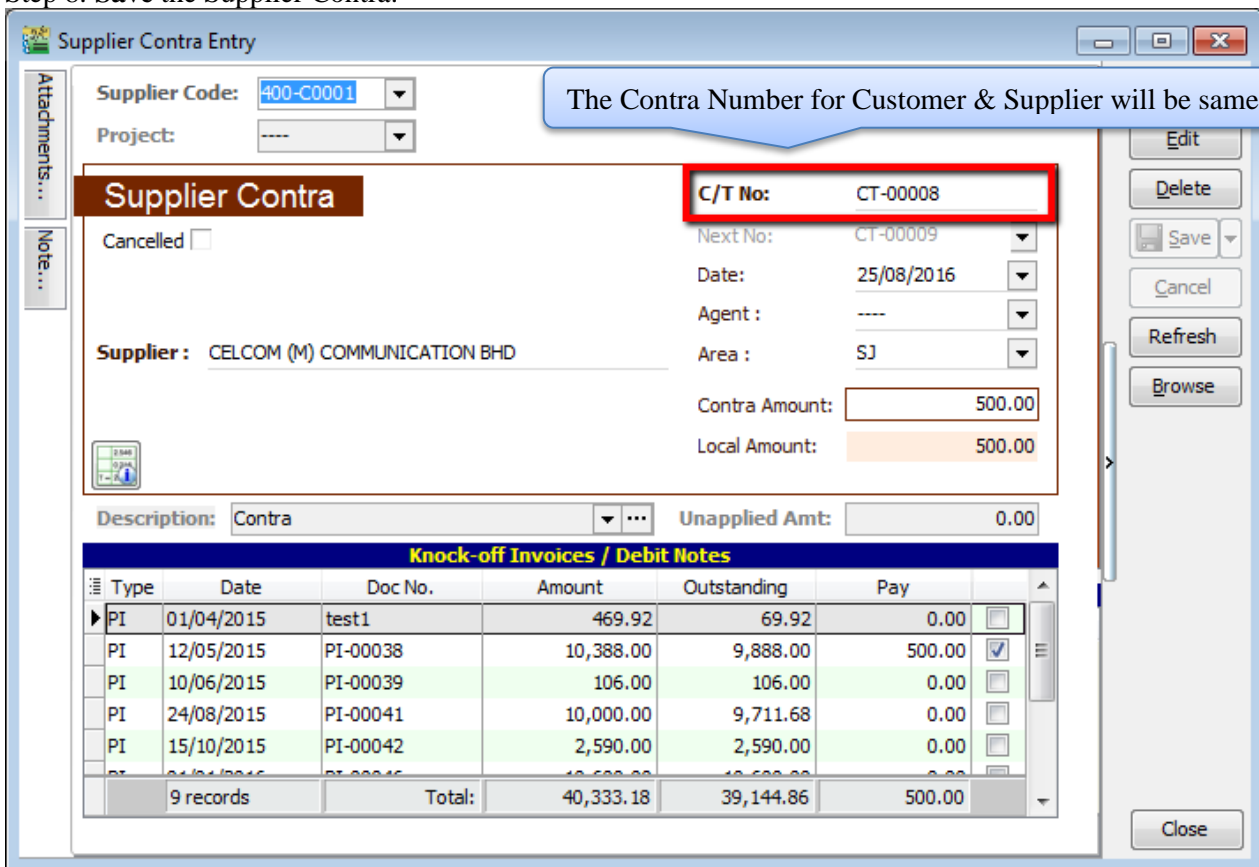 Step 8: Save the Supplier Contra.
Supplier Contra Entry
Attachments...
Note...
Supplier Code: 400-C0001
The Contra Number for Customer & Supplier will be same
Project: ----
Edit
Supplier Contra
C/T No: CT-00008
Delete
Cancelled
Next No: CT-00009
Save
Date: 25/08/2016
Cancel
Agent : ----
Refresh
Supplier : CELCOM (M) COMMUNICATION BHD
Area : SJ
Browse
Contra Amount: 500.00
Local Amount: 500.00
Description: Contra
Unapplied Amt: 0.00
Knock-off Invoices / Debit Notes
Type Date Doc No. Amount Outstanding Pay
PI 01/04/2015 test1 469.92 69.92 0.00
PI 12/05/2015 PI-00038 10,388.00 9,888.00 500.00
PI 10/06/2015 PI-00039 106.00 106.00 0.00
PI 24/08/2015 PI-00041 10,000.00 9,711.68 0.00
PI 15/10/2015 PI-00042 2,590.00 2,590.00 0.00
9 records Total: 40,333.18 39,144.86 500.00
Close